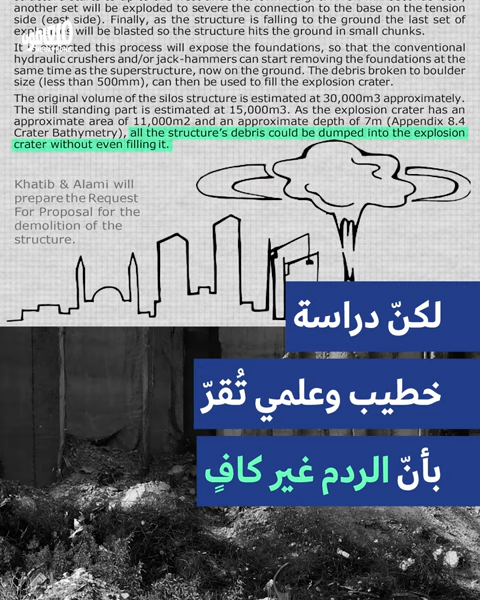 another set will be exploded to sever the connection to the base on the tension
side (east side). Finally, as the structure is falling to the ground the last set of
will be blasted so the structure hits the ground in small chunks.
It is expected this process will expose the foundations, so that the conventional
hydraulic crushers and/or jack-hammers can start removing the foundations at the
same time as the superstructure, now on the ground. The debris broken to boulder
size (less than 500mm), can then be used to fill the explosion crater.
The original volume of the silos structure is estimated at 30,000m3 approximately.
The still standing part is estimated at 15,000m3. As the explosion crater has an
approximate area of 11,000m2 and an approximate depth of 7m (Appendix 8.4
Crater Bathymetry), all the structure's debris could be dumped into the explosion
crater without even filling it.
Khatib & Alami will
prepare the Request
For Proposal for the
demolition of the
structure.
لكنّ دراسة
خطيب وعلمي تُقرّ
بأنّ الردم غير كافٍ